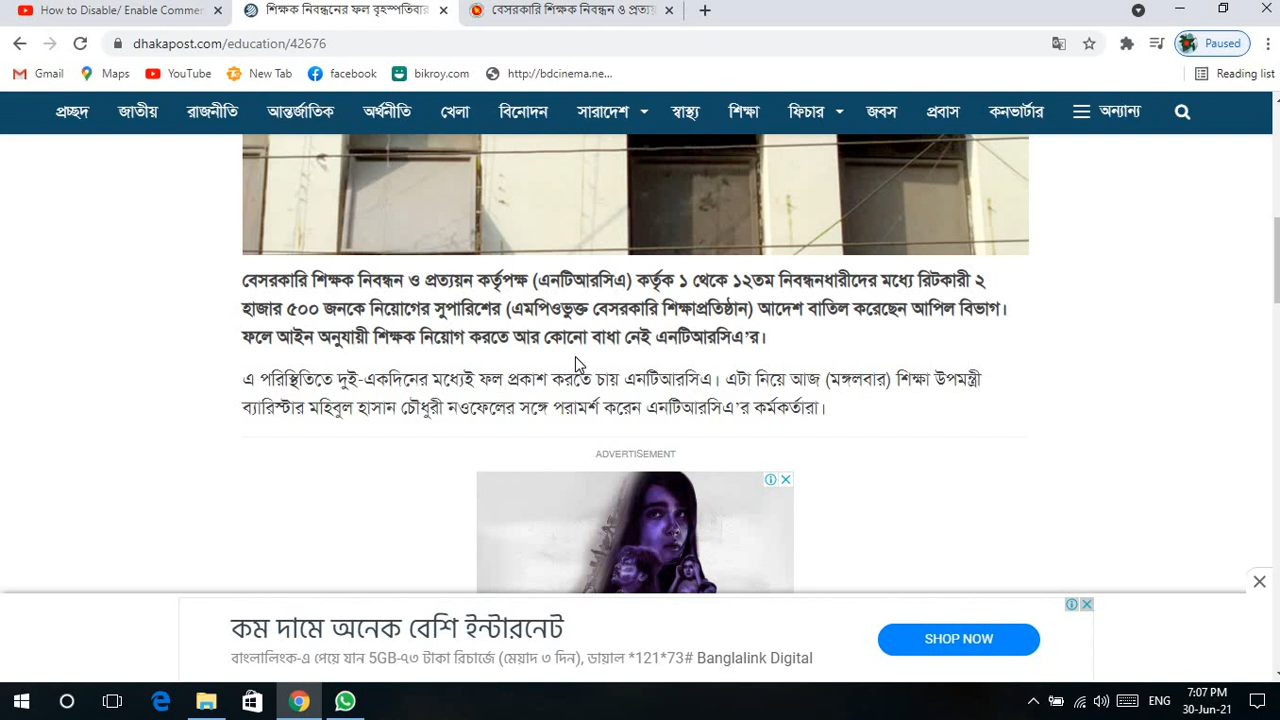 How to Disable/ Enable Commer
শিক্ষক নিবন্ধনের ফল বৃহস্পতিবার
বেসরকারি শিক্ষক নিবন্ধন ও প্রত্যয়
dhakapost.com/education/42676
Paused
Gmail
Maps
YouTube
New Tab
facebook
bikroy.com
http://bdcinema.ne...
Reading list
প্রচ্ছদ
জাতীয়
রাজনীতি
আন্তর্জাতিক
অর্থনীতি
খেলা
বিনোদন
সারাদেশ
স্বাস্থ্য
শিক্ষা
ফিচার
জবস
প্রবাস
কনভার্টার
অন্যান্য
বেসরকারি শিক্ষক নিবন্ধন ও প্রত্যয়ন কর্তৃপক্ষ (এনটিআরসিএ) কর্তৃক ১ থেকে ১২তম নিবন্ধনধারীদের মধ্যে রিটকারী ২
হাজার ৫০০ জনকে নিয়োগের সুপারিশের (এমপিওভুক্ত বেসরকারি শিক্ষাপ্রতিষ্ঠান) আদেশ বাতিল করেছেন আপিল বিভাগ।
ফলে আইন অনুযায়ী শিক্ষক নিয়োগ করতে আর কোনো বাধা নেই এনটিআরসিএ'র।
এ পরিস্থিতিতে দুই-একদিনের মধ্যেই ফল প্রকাশ করতে চায় এনটিআরসিএ। এটা নিয়ে আজ (মঙ্গলবার) শিক্ষা উপমন্ত্রী
ব্যারিস্টার মহিবুল হাসান চৌধুরী নওফেলের সঙ্গে পরামর্শ করেন এনটিআরসিএ'র কর্মকর্তারা।
ADVERTISEMENT
কম দামে অনেক বেশি ইন্টারনেট
বাংলালিংক-এ পেয়ে যান 5GB-৭৩ টাকা রিচার্জে (মেয়াদ ৩ দিন), ডায়াল *121*73# Banglalink Digital
SHOP NOW
ENG
7:07 PM
30-Jun-21